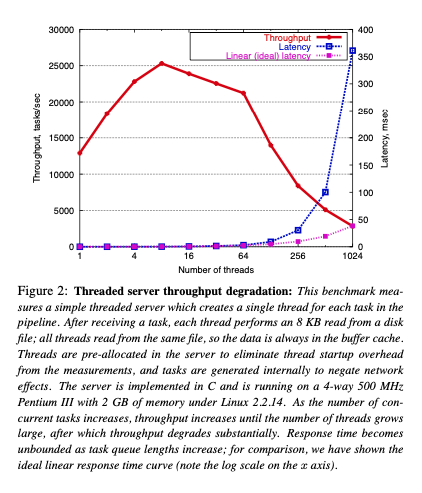 30000
25000
20000
15000
10000
5000
0
Throughput, tasks/sec
400
350
300
250
200
150
100
50
0
Latency, msec
Throughput
Latency
Linear (ideal) latency
1
4
16
64
256
1024
Number of threads
Figure 2: Threaded server throughput degradation: This benchmark mea-
sures a simple threaded server which creates a single thread for each task in the
pipeline. After receiving a task, each thread performs an 8 KB read from a disk
file; all threads read from the same file, so the data is always in the buffer cache.
Threads are pre-allocated in the server to eliminate thread startup overhead
from the measurements, and tasks are generated internally to negate network
effects. The server is implemented in C and is running on a 4-way 500 MHz
Pentium III with 2 GB of memory under Linux 2.2.14. As the number of con-
current tasks increases, throughput increases until the number of threads grows
large, after which throughput degrades substantially. Response time becomes
unbounded as task queue lengths increase; for comparison, we have shown the
ideal linear response time curve (note the log scale on the x axis).